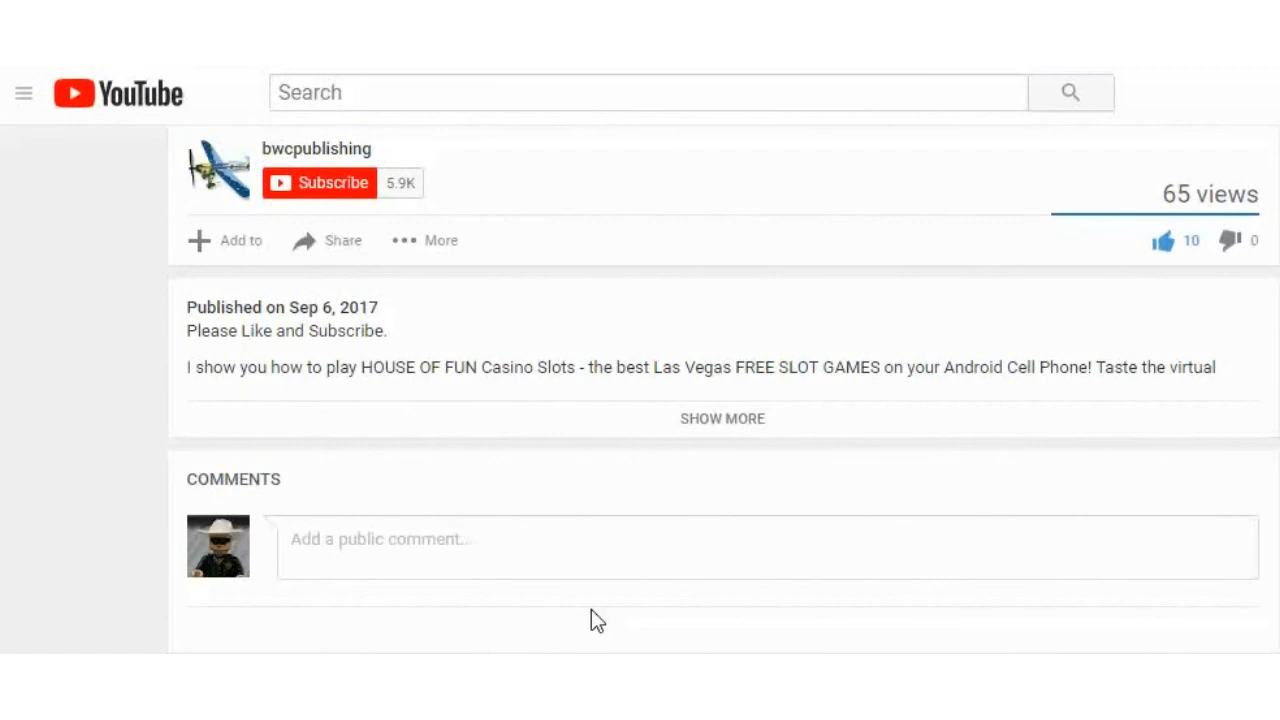 YouTube
Search
bwcpublishing
Subscribe 5.9K
65 views
Add to Share More
10 0
Published on Sep 6, 2017
Please Like and Subscribe.
I show you how to play HOUSE OF FUN Casino Slots - the best Las Vegas FREE SLOT GAMES on your Android Cell Phone! Taste the virtual
SHOW MORE
COMMENTS
Add a public comment...